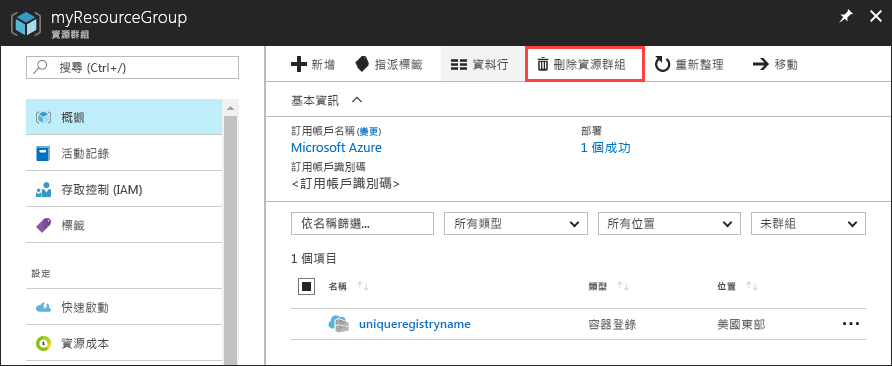 myResourceGroup
資源群組
搜尋 (Ctrl+/)
概觀
活動記錄
存取控制 (IAM)
標籤
設定
快速啟動
資源成本
新增
指派標籤
資料行
刪除資源群組
重新整理
移動
基本資訊
訂用帳戶名稱 (變更)
Microsoft Azure
訂用帳戶識別碼
<訂用帳戶識別碼>
部署
1 個成功
依名稱篩選...
所有類型
所有位置
未群組
1 個項目
名稱
類型
位置
uniqueregistryname
容器登錄
美國東部